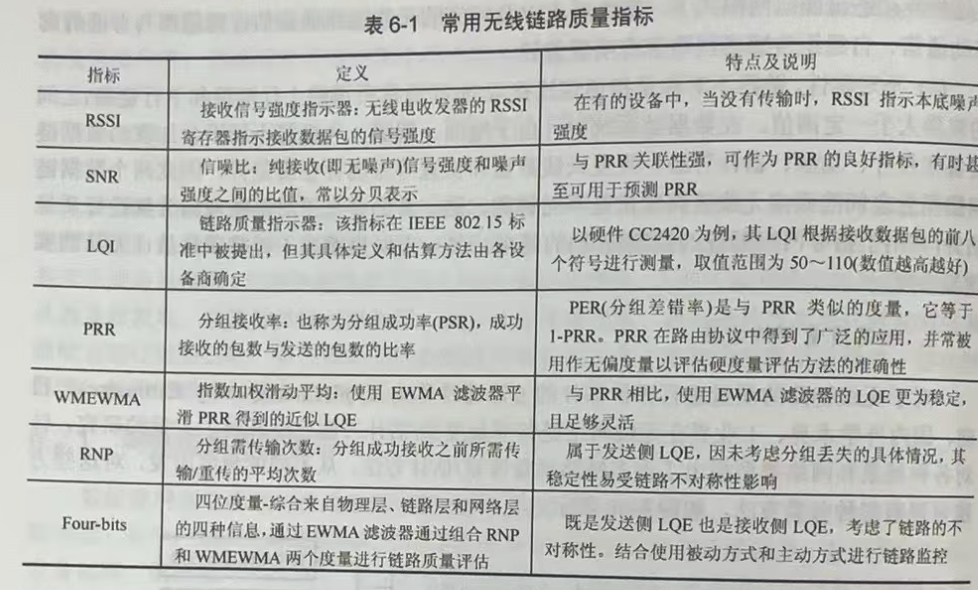 表 6-1 常用无线链路质量指标
指标 定义 特点及说明
RSSI
接收信号强度指示器：无线电收发器的 RSSI
寄存器指示接收数据包的信号强度
在有的设备中，当没有传输时，RSSI 指示本底噪声
强度
SNR
信噪比，纯接收(即无噪声)信号强度和噪声
强度之间的比值，常以分贝表示
与 PRR 关联性强，可作为 PRR 的良好指标，有时甚
至可用于预测 PRR
LQI
链路质量指示器：该指标在 IEEE 802.15 标
准中被提出，但其具体定义和估算方法由各设
备商确定
以硬件 CC2420 为例，其 LQI 根据接收数据包的前八
个符号进行测量，取值范围为 50～110(数值越高越好)
PRR
分组接收率：也称为分组成功率(PSR)，成功
接收的包数与发送的包数的比率
PER(分组差错率)是与 PRR 类似的度量，它等于
1-PRR。PRR 在路由协议中得到了广泛的应用，并常被
用作无偏度量以评估硬度量评估方法的准确性
WMEWMA
指数加权滑动平均：使用 EWMA 滤波器平
滑 PRR 得到的近似 LQE
与 PRR 相比，使用 EWMA 滤波器的 LQE 更为稳定，
且足够灵活
RNP
分组需传输次数：分组成功接收之前所需传
输/重传的平均次数
属于发送侧 LQE，因未考虑分组丢失的具体情况，其
稳定性易受链路不对称性影响
Four-bits
四位度量-综合来自物理层、链路层和网络层
的四种信息，通过 EWMA 滤波器通过组合 RNP
和 WMEWMA 两个度量进行链路质量评估
既是发送侧 LQE 也是接收侧 LQE，考虑了链路的不
对称性。结合使用被动方式和主动方式进行链路监控